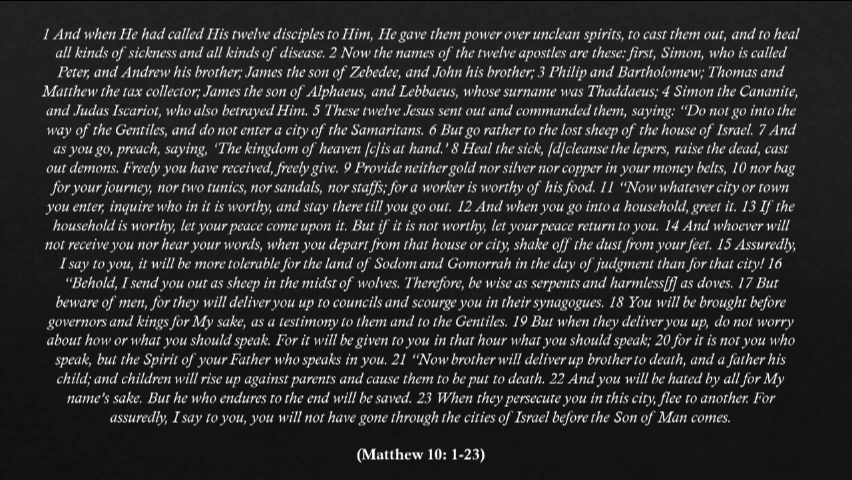 1 And when He had called His twelve disciples to Him, He gave them power over unclean spirits, to cast them out, and to heal
all kinds of sickness and all kinds of disease. 2 Now the names of the twelve apostles are these: first, Simon, who is called
Peter, and Andrew his brother; James the son of Zebedee, and John his brother; 3 Philip and Bartholomew; Thomas and
Matthew the tax collector; James the son of Alphaeus, and Lebbaeus, whose surname was Thaddaeus; 4 Simon the Cananite,
and Judas Iscariot, who also betrayed Him. 5 These twelve Jesus sent out and commanded them, saying: “Do not go into the
way of the Gentiles, and do not enter a city of the Samaritans. 6 But go rather to the lost sheep of the house of Israel. 7 And
as you go, preach, saying, ‘The kingdom of heaven [c]is at hand.’ 8 Heal the sick, [d]cleanse the lepers, raise the dead, cast
out demons. Freely you have received, freely give. 9 Provide neither gold nor silver nor copper in your money belts, 10 nor bag
for your journey, nor two tunics, nor sandals, nor staffs; for a worker is worthy of his food. 11 “Now whatever city or town
you enter, inquire who in it is worthy, and stay there till you go out. 12 And when you go into a household, greet it. 13 If the
household is worthy, let your peace come upon it. But if it is not worthy, let your peace return to you. 14 And whoever will
not receive you nor hear your words, when you depart from that house or city, shake off the dust from your feet. 15 Assuredly,
I say to you, it will be more tolerable for the land of Sodom and Gomorrah in the day of judgment than for that city! 16
“Behold, I send you out as sheep in the midst of wolves. Therefore, be wise as serpents and harmless[f] as doves. 17 But
beware of men, for they will deliver you up to councils and scourge you in their synagogues. 18 You will be brought before
governors and kings for My sake, as a testimony to them and to the Gentiles. 19 But when they deliver you up, do not worry
about how or what you should speak. For it will be given to you in that hour what you should speak; 20 for it is not you who
speak, but the Spirit of your Father who speaks in you. 21 “Now brother will deliver up brother to death, and a father his
child; and children will rise up against parents and cause them to be put to death. 22 And you will be hated by all for My
name’s sake. But he who endures to the end will be saved. 23 When they persecute you in this city, flee to another. For
assuredly, I say to you, you will not have gone through the cities of Israel before the Son of Man comes.
(Matthew 10: 1-23)